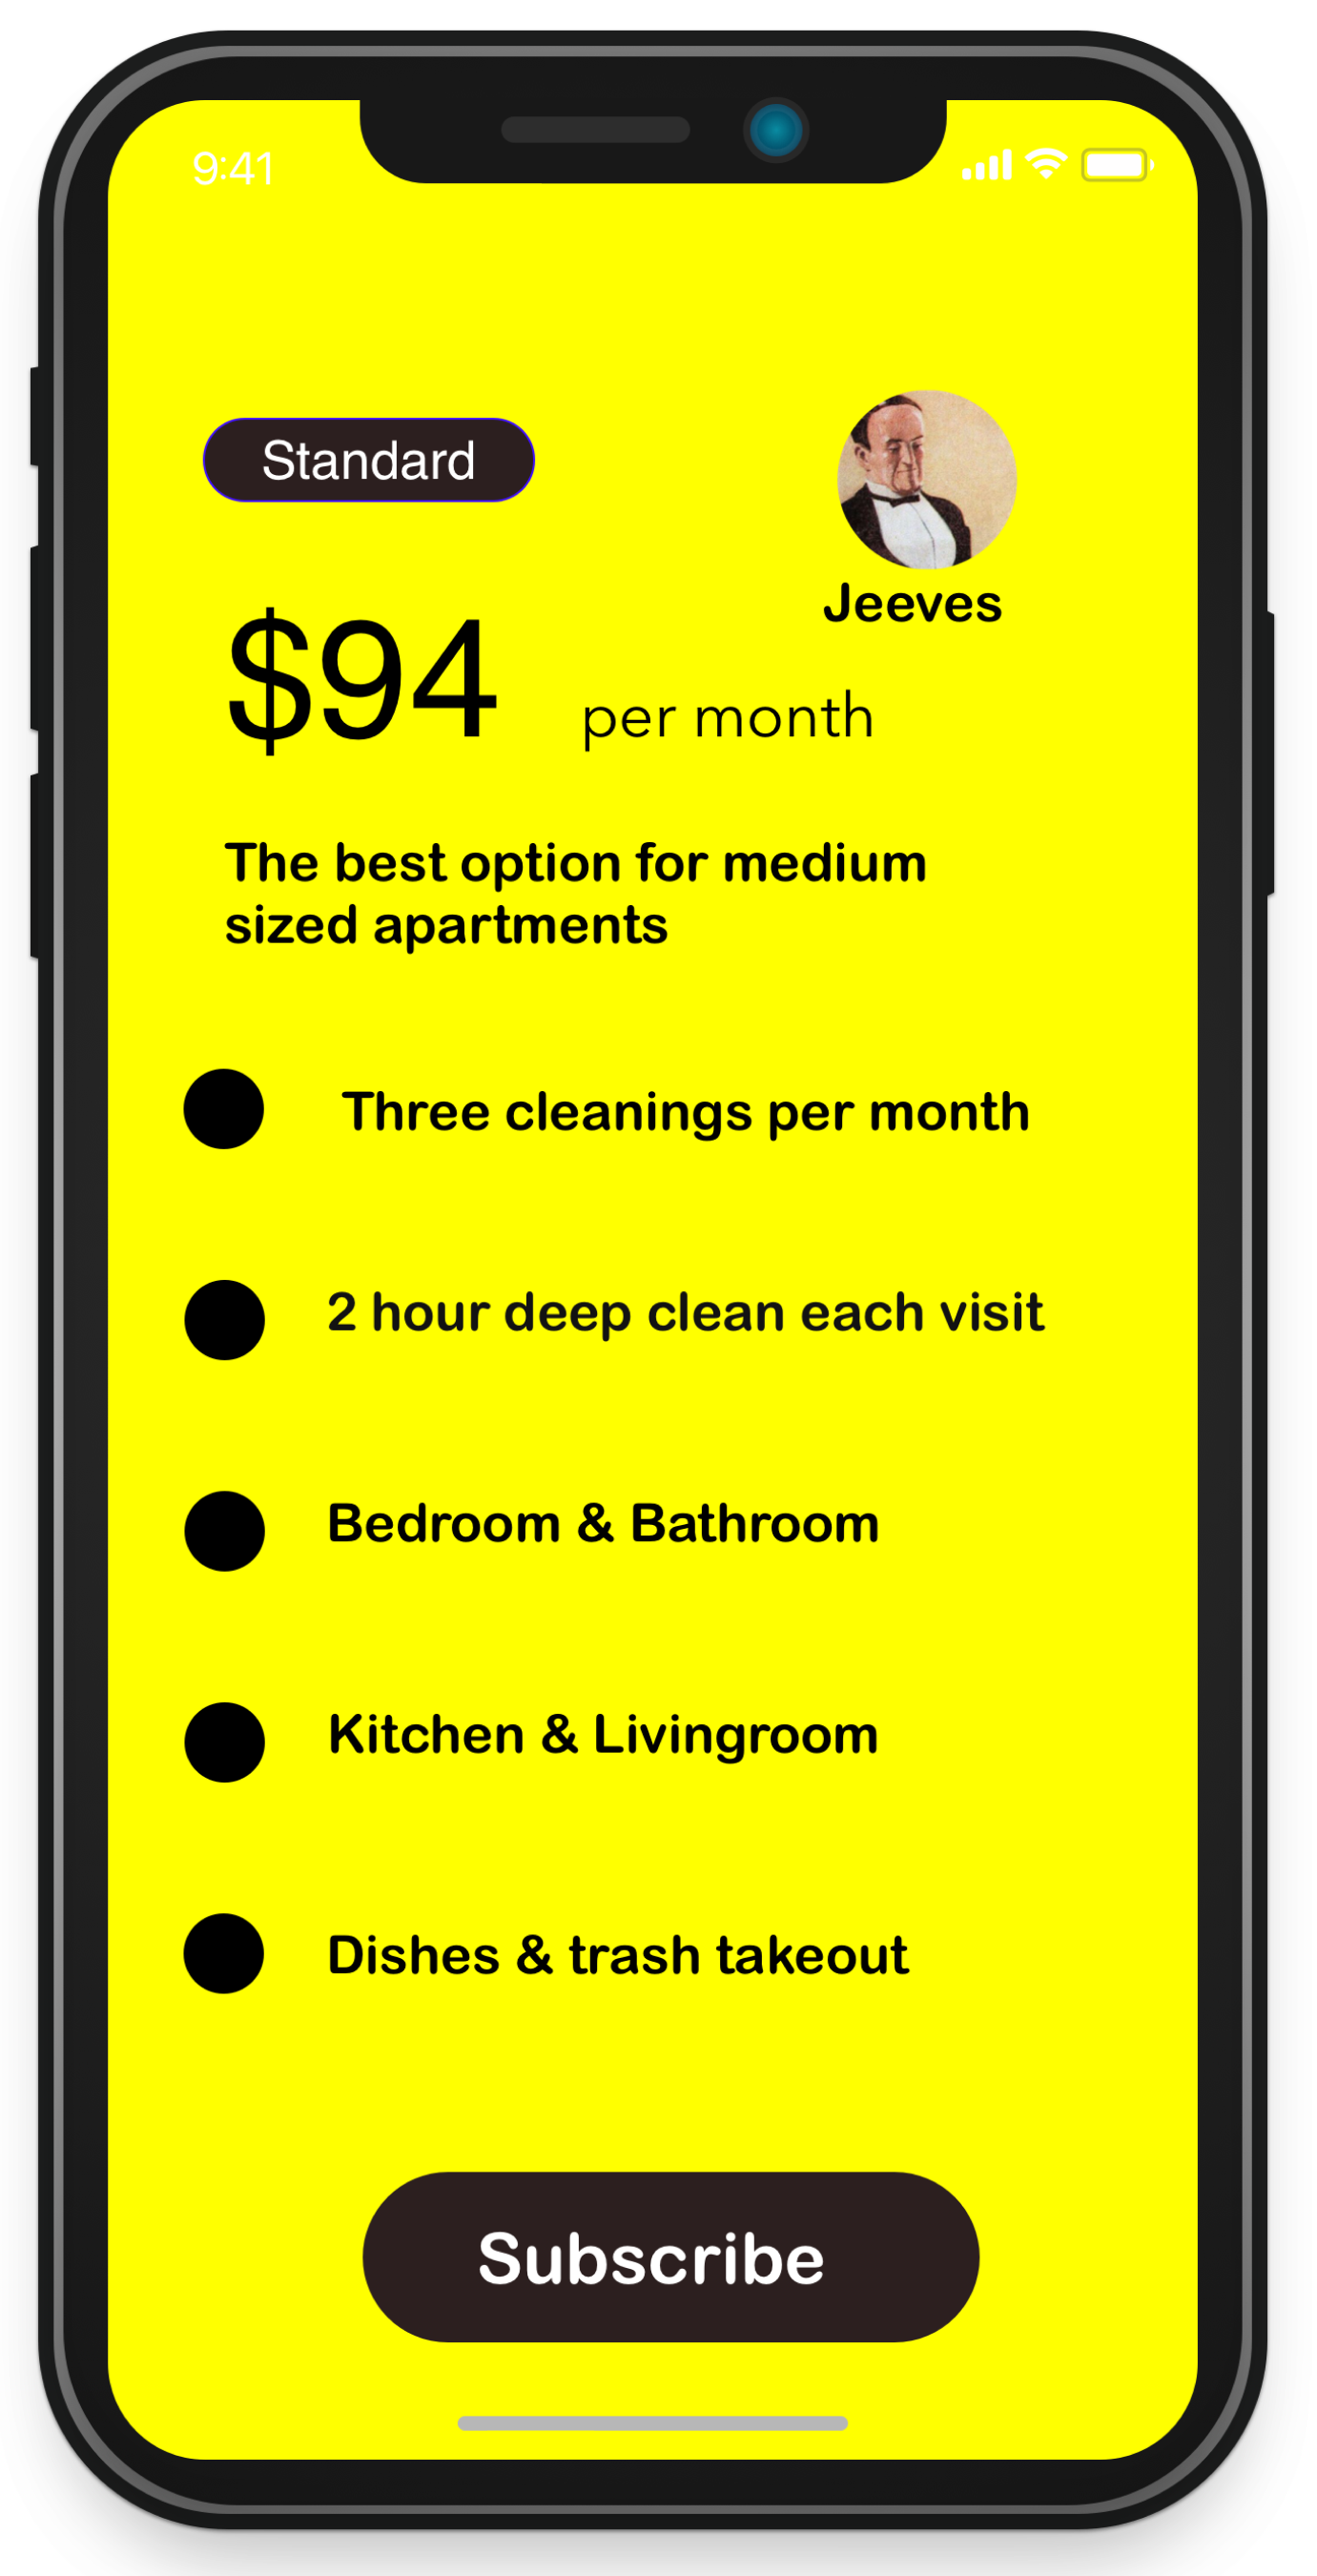 9:41
Standard
Jeeves
$94 per month
The best option for medium
sized apartments
Three cleanings per month
2 hour deep clean each visit
Bedroom & Bathroom
Kitchen & Livingroom
Dishes & trash takeout
Subscribe